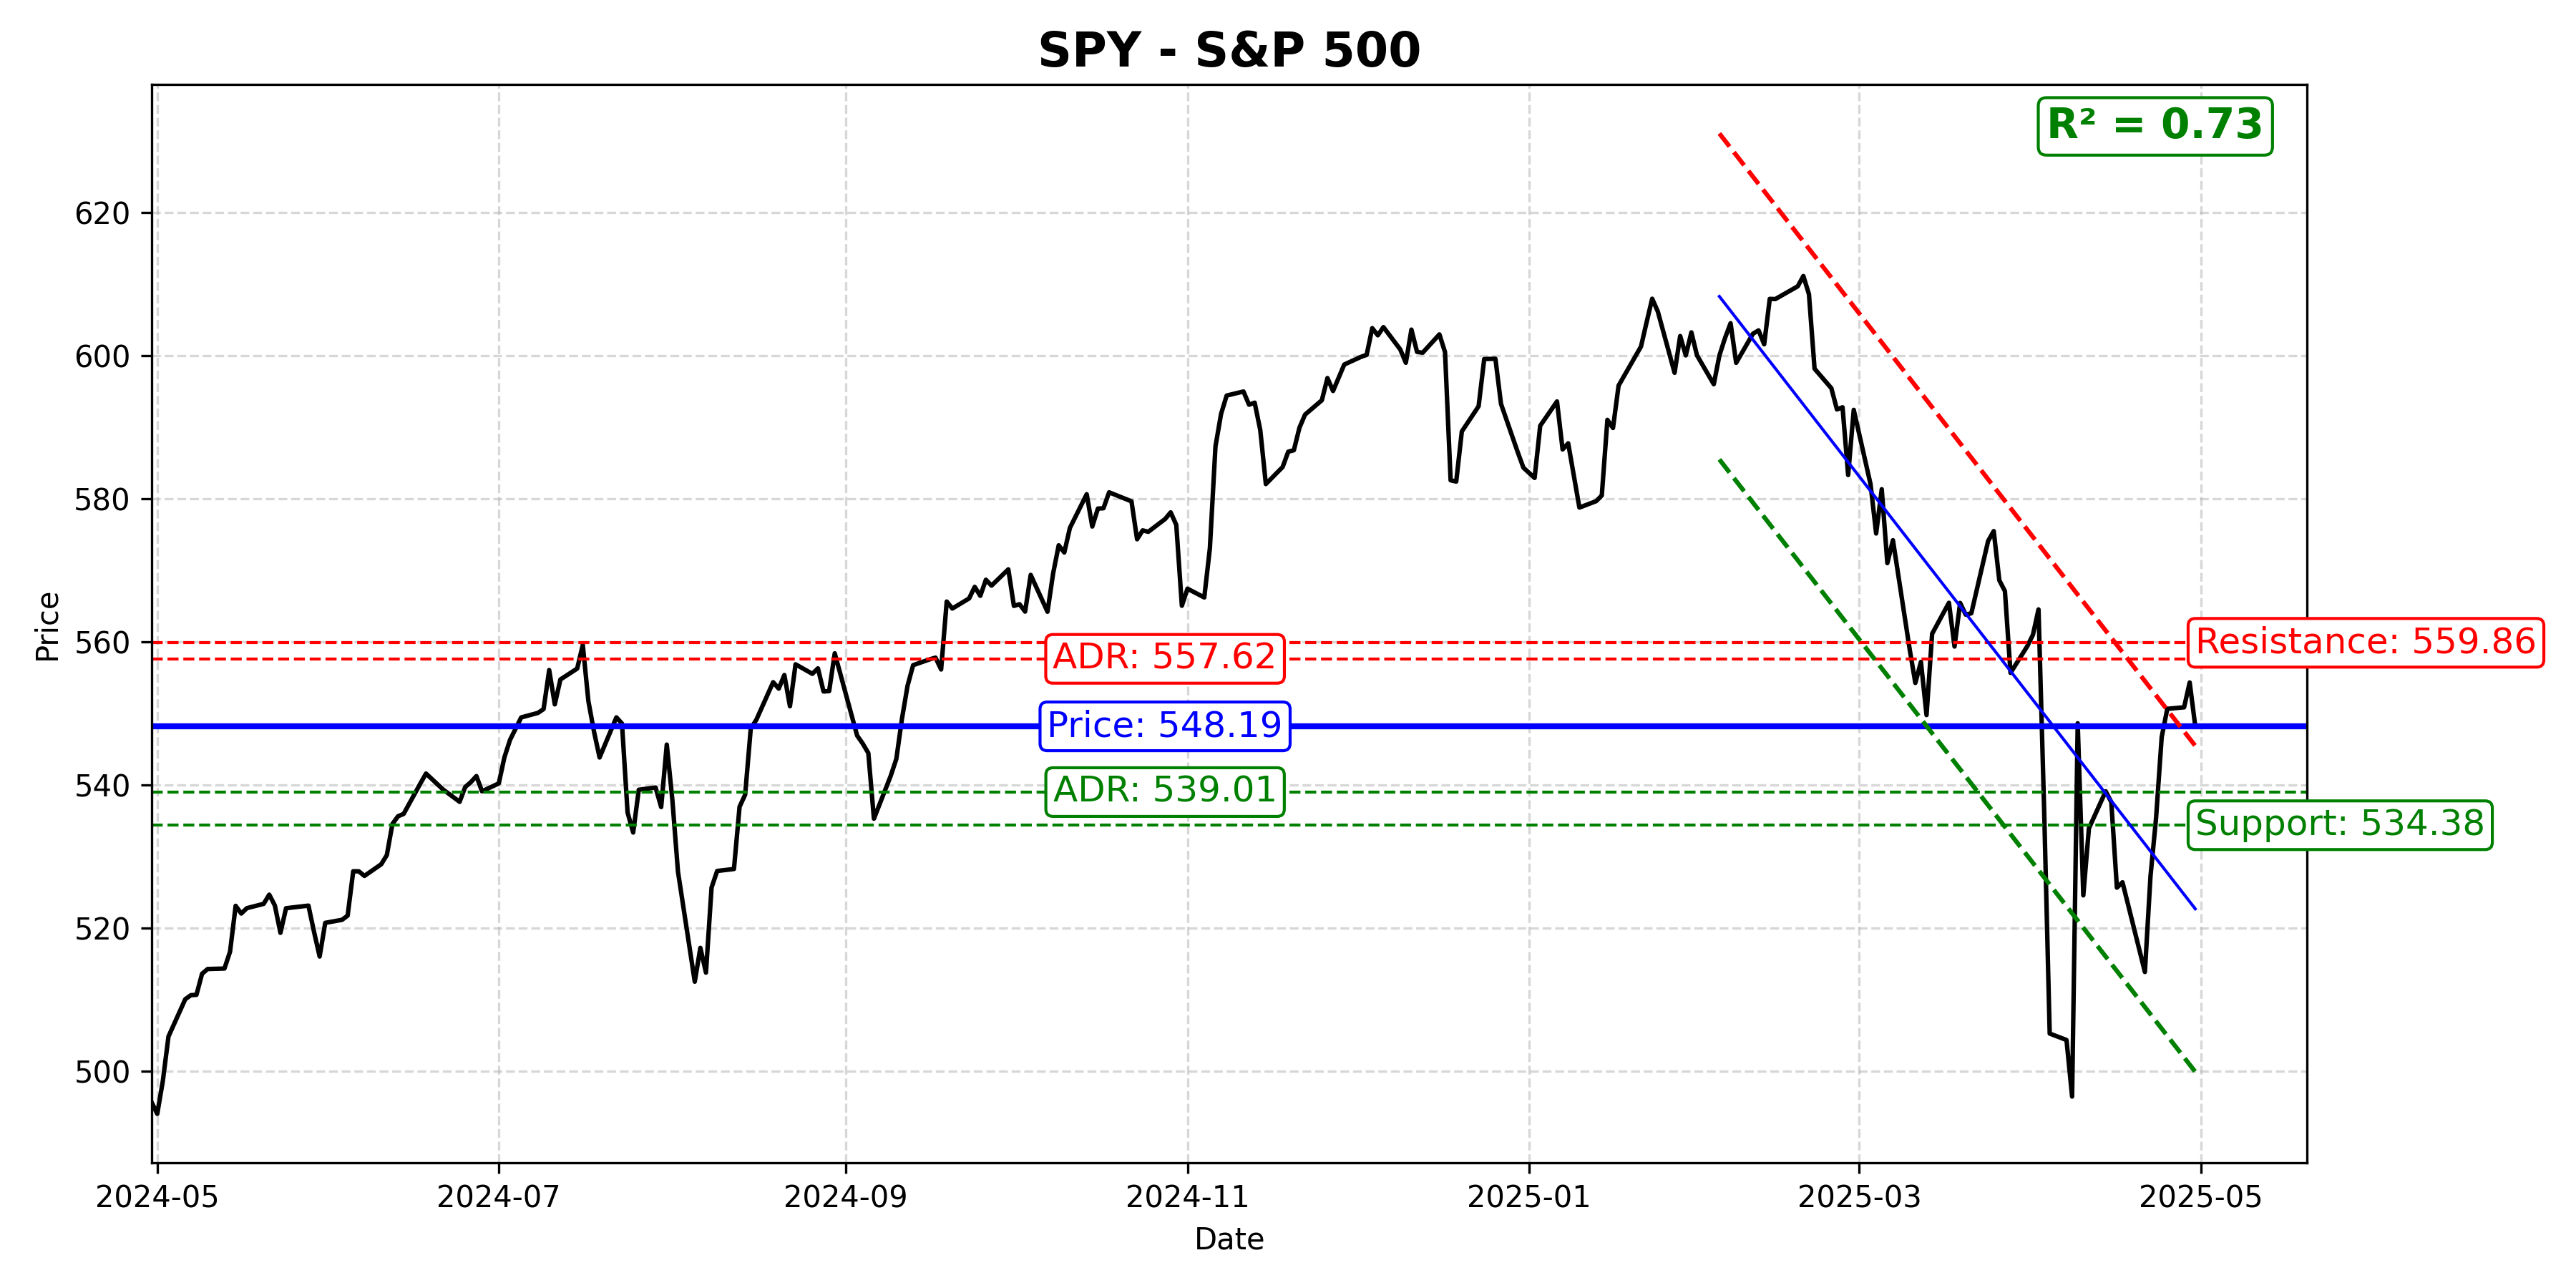 SPY - S&P 500
R² = 0.73
620
600
580
560
540
520
500
Price
ADR: 557.62
Resistance: 559.86
Price: 548.19
ADR: 539.01
Support: 534.38
2024-05
2024-07
2024-09
2024-11
2025-01
2025-03
2025-05
Date